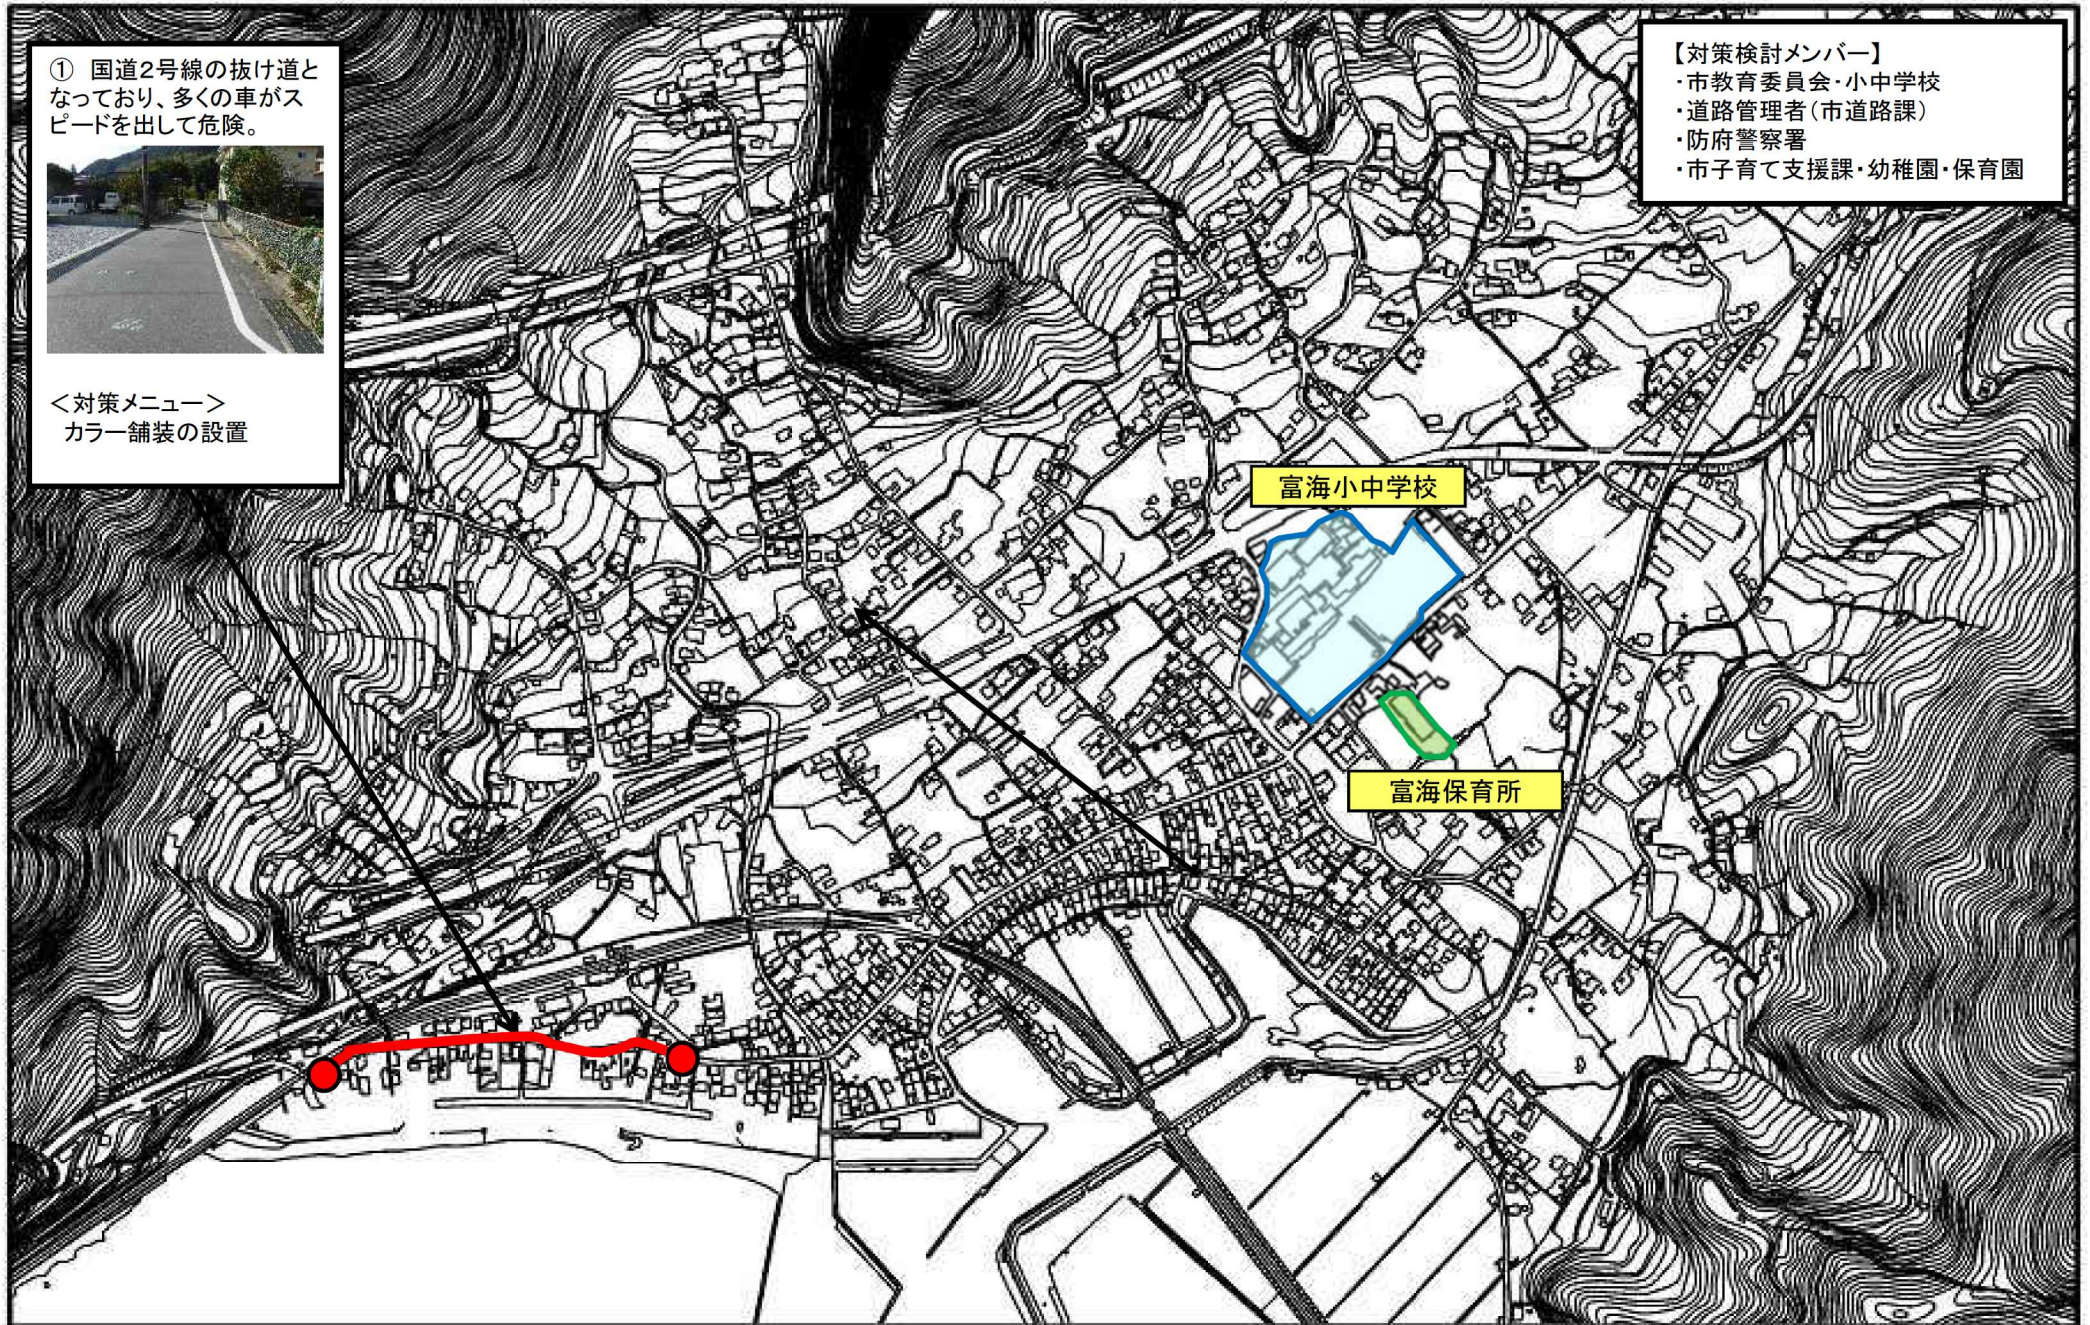 ① 国道2号線の抜け道と
なっており、多くの車がス
ピードを出して危険。
＜対策メニュー＞
カラー舗装の設置
【対策検討メンバー】
・市教育委員会・小中学校
・道路管理者（市道路課）
・防府警察署
・市子育て支援課・幼稚園・保育園
富海小中学校
富海保育所